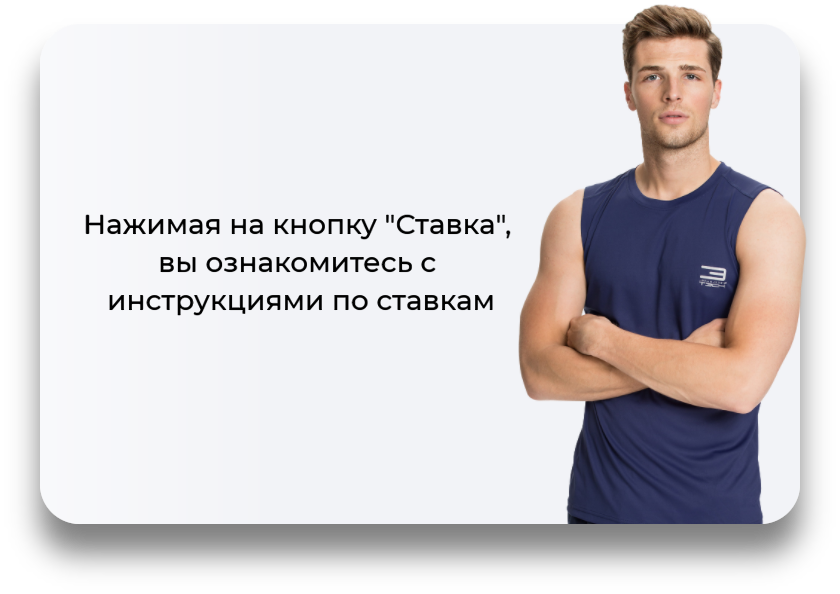 Нажимая на кнопку "Ставка",
вы ознакомитесь с
инструкциями по ставкам